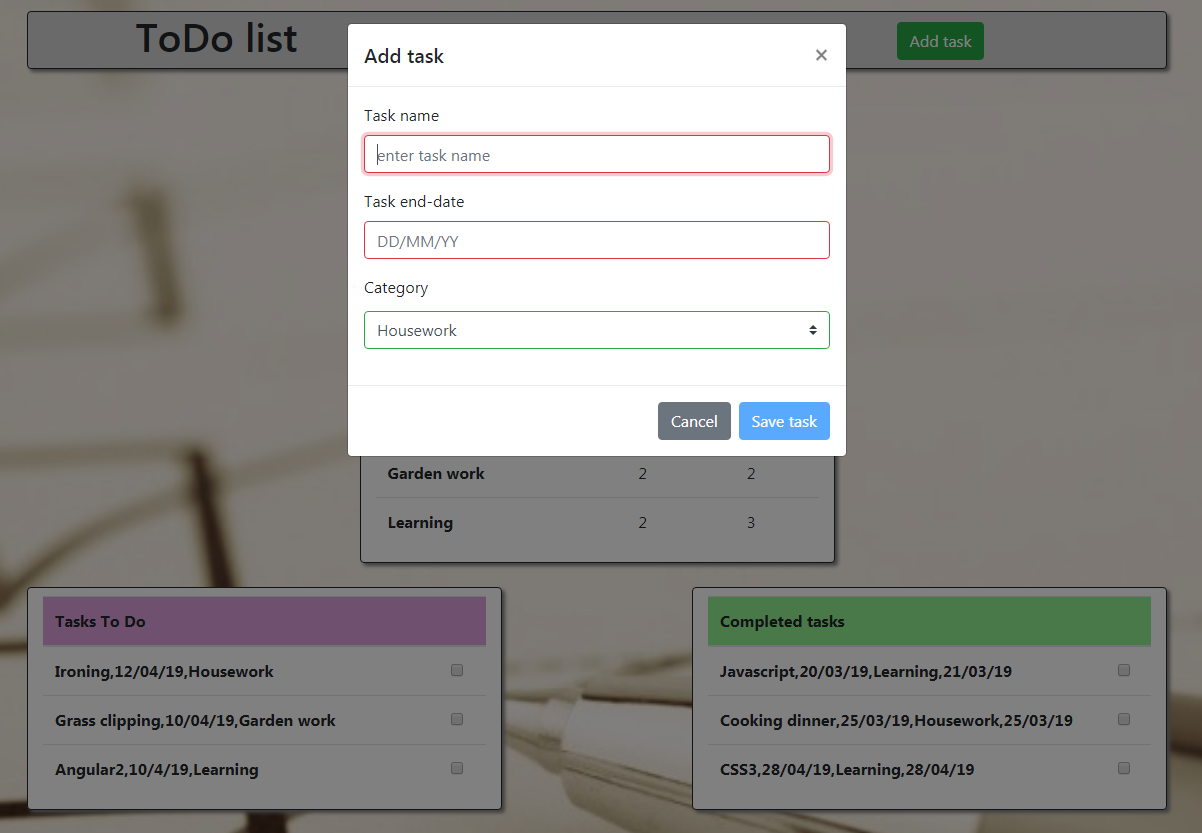 ToDo list
Add task
Add task
×
Task name
enter task name
Task end-date
DD/MM/YY
Category
Housework
Cancel
Save task
Garden work 2 2
Learning 2 3
Tasks To Do
Ironing,12/04/19,Housework
Grass clipping,10/04/19,Garden work
Angular2,10/4/19,Learning
Completed tasks
Javascript,20/03/19,Learning,21/03/19
Cooking dinner,25/03/19,Housework,25/03/19
CSS3,28/04/19,Learning,28/04/19